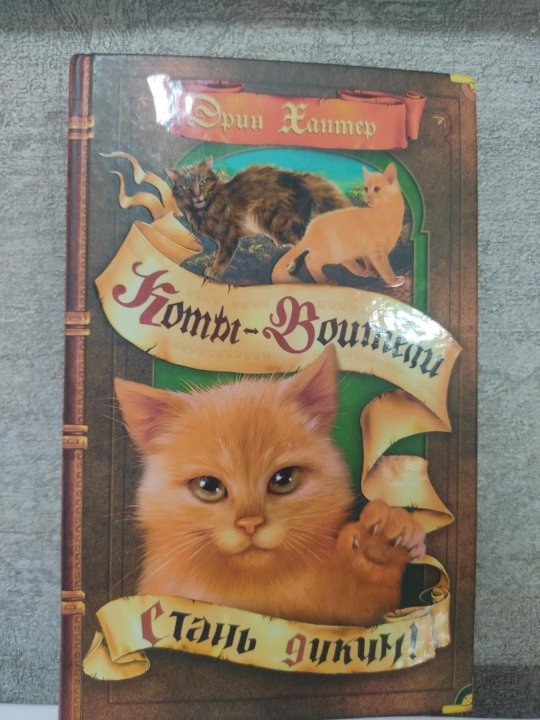 Эрин Хантер
Коты-Воители
Стань диким!